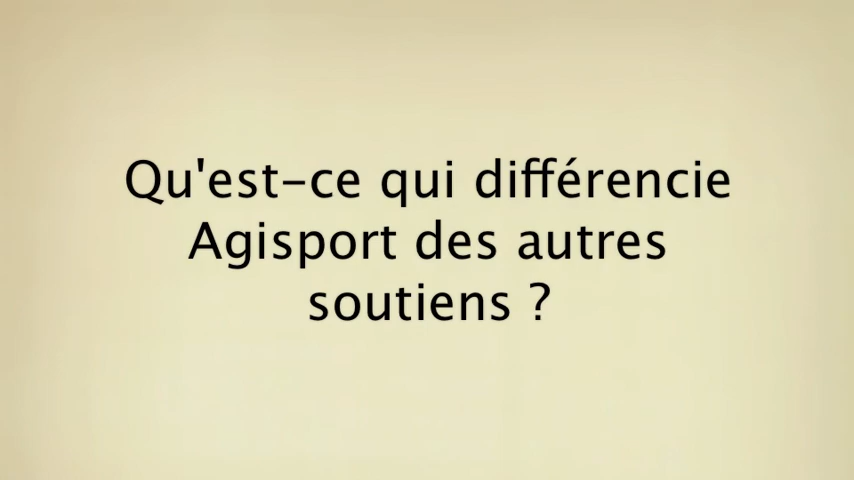 Qu'est-ce qui différencie
Agisport des autres
soutiens ?